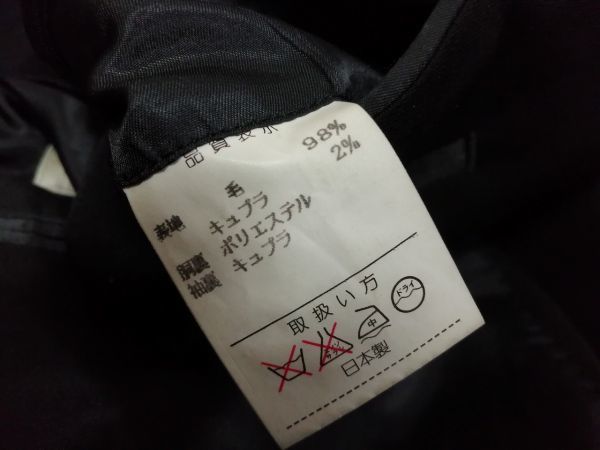 品質表示
表地 毛 98%
キュプラ 2%
胴裏 ポリエステル
袖裏 キュプラ
取扱い方
中 ドライ
日本製